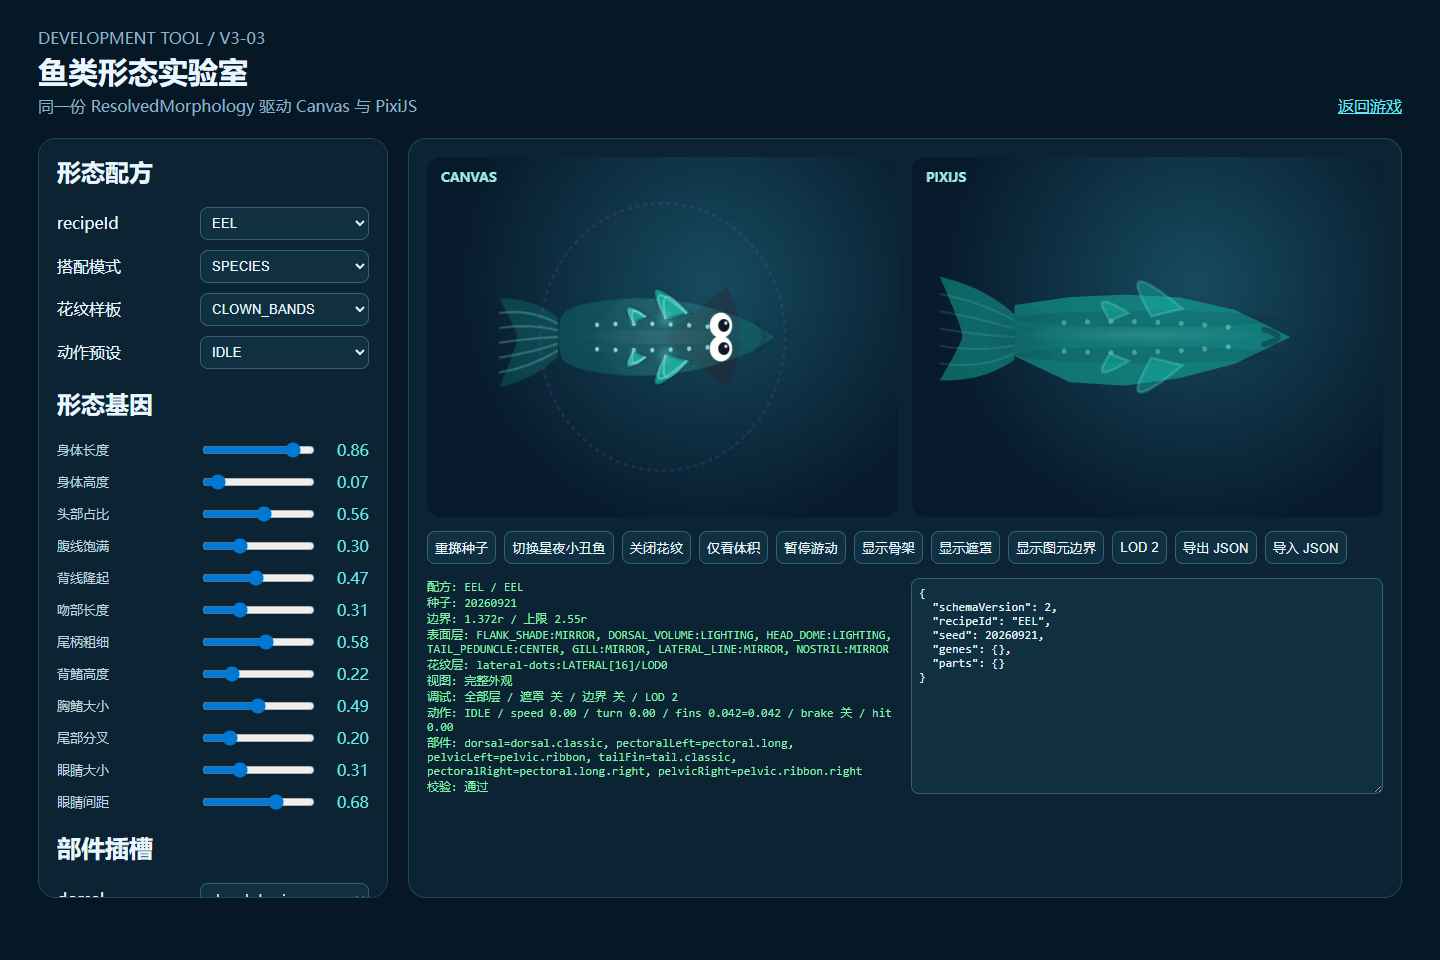 DEVELOPMENT TOOL / V3-03
鱼类形态实验室
同一份 ResolvedMorphology 驱动 Canvas 与 PixiJS
返回游戏
形态配方
recipeId
EEL
搭配模式
SPECIES
花纹样板
CLOWN_BANDS
动作预设
IDLE
形态基因
身体长度
0.86
身体高度
0.07
头部占比
0.56
腹线饱满
0.30
背线隆起
0.47
吻部长度
0.31
尾柄粗细
0.58
背鳍高度
0.22
胸鳍大小
0.49
尾部分叉
0.20
眼睛大小
0.31
眼睛间距
0.68
部件插槽
CANVAS
PIXIJS
重掷种子
切换星夜小丑鱼
关闭花纹
仅看体积
暂停游动
显示骨架
显示遮罩
显示图元边界
LOD 2
导出 JSON
导入 JSON
配方: EEL / EEL
种子: 20260921
边界: 1.372r / 上限 2.55r
表面层: FLANK_SHADE:MIRROR, DORSAL_VOLUME:LIGHTING, HEAD_DOME:LIGHTING,
TAIL_PEDUNCLE:CENTER, GILL:MIRROR, LATERAL_LINE:MIRROR, NOSTRIL:MIRROR
花纹层: lateral-dots:LATERAL[16]/LOD0
视图: 完整外观
调试: 全部层 / 遮罩 关 / 边界 关 / LOD 2
动作: IDLE / speed 0.00 / turn 0.00 / fins 0.042=0.042 / brake 关 / hit
0.00
部件: dorsal=dorsal.classic, pectoralLeft=pectoral.long,
pelvicLeft=pelvic.ribbon, tailFin=tail.classic,
pectoralRight=pectoral.long.right, pelvicRight=pelvic.ribbon.right
校验: 通过
{
  "schemaVersion": 2,
  "recipeId": "EEL",
  "seed": 20260921,
  "genes": {},
  "parts": {}
}